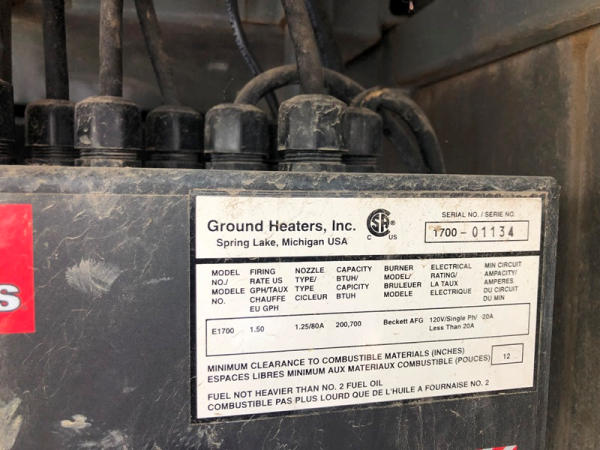 Ground Heaters, Inc.
Spring Lake, Michigan USA
C US
SERIAL NO. / SERIE NO.
1700-01134
MODEL NO./ MODELE NO.
FIRING RATE US GPH/TAUX CHAUFFE EU GPH
NOZZLE TYPE/ TYPE CICLEUR
CAPACITY BTUH/ CAPICITY BTUH
BURNER MODEL/ BRULEUER MODELE
ELECTRICAL RATING/ LA TAUX ELECTRIQUE
MIN CIRCUIT AMPACITY/ AMPERES DU CIRCUIT DU MIN
E1700 1.50 1.25/80A 200,700 Beckett AFG 120V/Single Ph/ -20A
Less Than 20A
MINIMUM CLEARANCE TO COMBUSTIBLE MATERIALS (INCHES)
ESPACES LIBRES MINIMUM AUX MATERIAUX COMBUSTIBLE (POUCES) 12
FUEL NOT HEAVIER THAN NO. 2 FUEL OIL
COMBUSTIBLE PAS PLUS LOURD QUE DE L'HUILE A FOURNAISE NO. 2